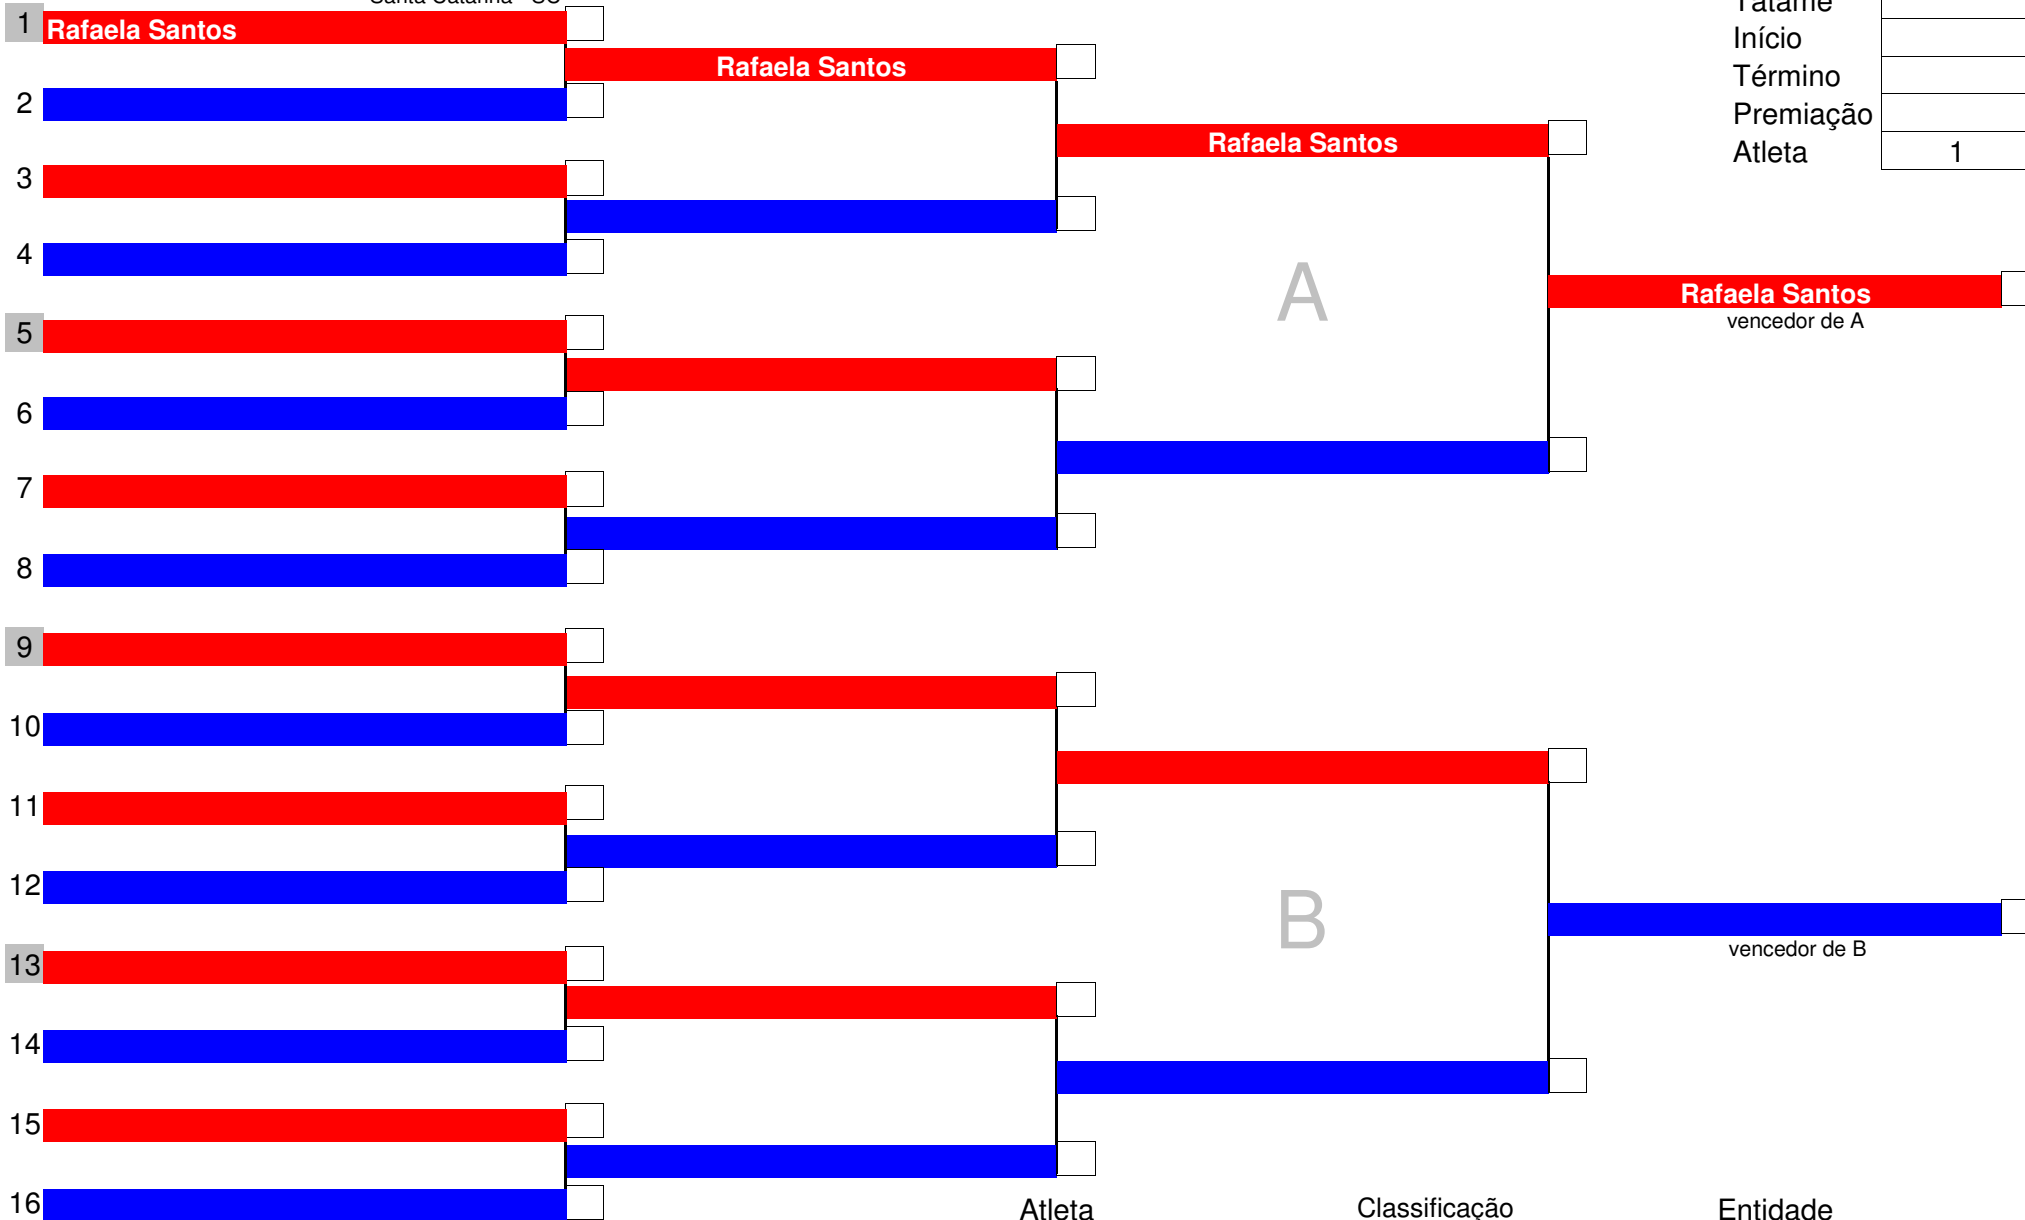 1 Rafaela Santos
Rafaela Santos
2
Rafaela Santos
3
4
A
Rafaela Santos
vencedor de A
5
6
7
8
9
10
11
12
B
vencedor de B
13
14
15
16
Tatame
Início
Término
Premiação
Atleta 1
Atleta Classificação Entidade